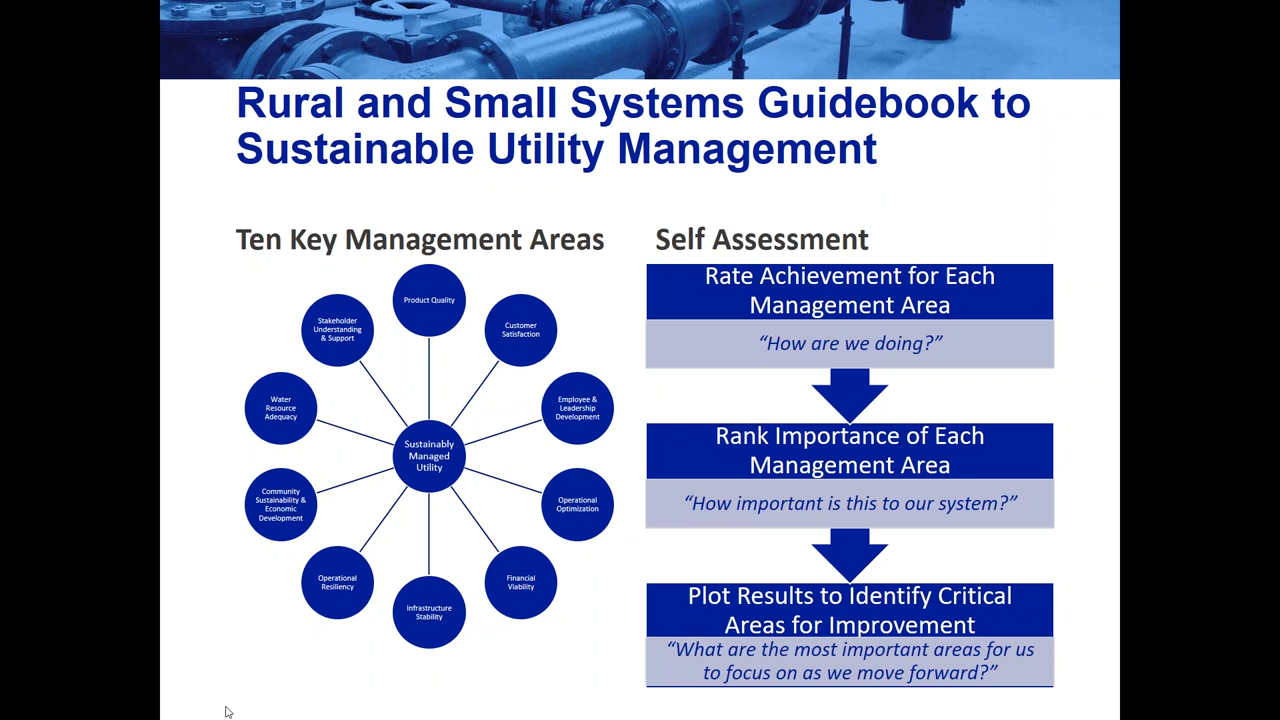 Rural and Small Systems Guidebook to
Sustainable Utility Management
Ten Key Management Areas
Product Quality
Customer
Satisfaction
Employee &
Leadership
Development
Operational
Optimization
Financial
Viability
Infrastructure
Stability
Operational
Resiliency
Community
Sustainability &
Economic
Development
Water
Resource
Adequacy
Stakeholder
Understanding
& Support
Sustainably
Managed
Utility
Self Assessment
Rate Achievement for Each
Management Area
“How are we doing?”
Rank Importance of Each
Management Area
“How important is this to our system?”
Plot Results to Identify Critical
Areas for Improvement
“What are the most important areas for us
to focus on as we move forward?”